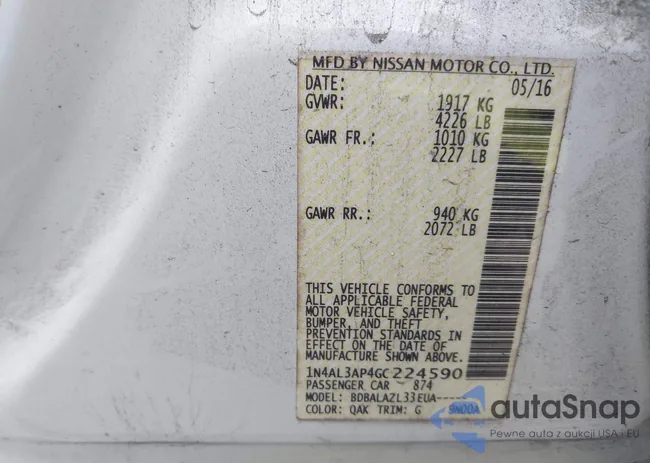 MFD BY NISSAN MOTOR CO., LTD.
DATE: 05/16
GVWR: 1917 KG
4226 LB
GAWR FR.: 1010 KG
2227 LB
GAWR RR.: 940 KG
2072 LB
THIS VEHICLE CONFORMS TO
ALL APPLICABLE FEDERAL
MOTOR VEHICLE SAFETY,
BUMPER, AND THEFT
PREVENTION STANDARDS IN
EFFECT ON THE DATE OF
MANUFACTURE SHOWN ABOVE.
1N4AL3AP4GC224590
PASSENGER CAR 874
MODEL: BDBALAZL33EUA-----
COLOR: QAK TRIM: G 9N00A
autoSnap
Pewne auta z aukcji USA i EU